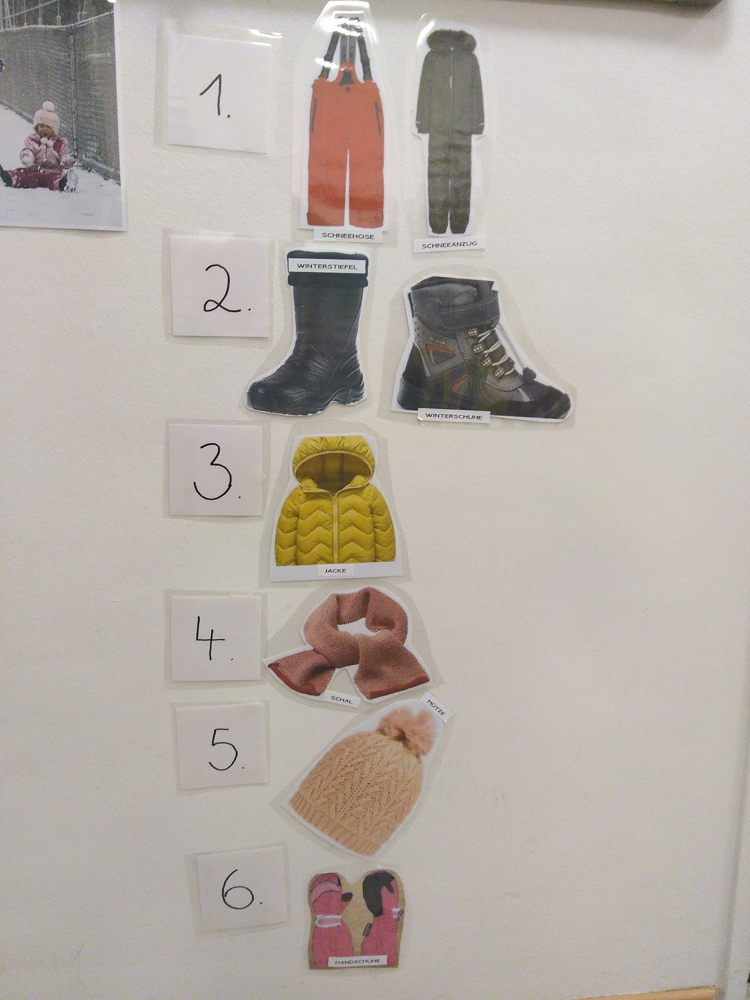 1.
SCHNEEHOSE
SCHNEEANZUG
2.
WINTERSTIEFEL
WINTERSCHUHE
3.
JACKE
4.
SCHAL
5.
MÜTZE
6.
HANDSCHUHE